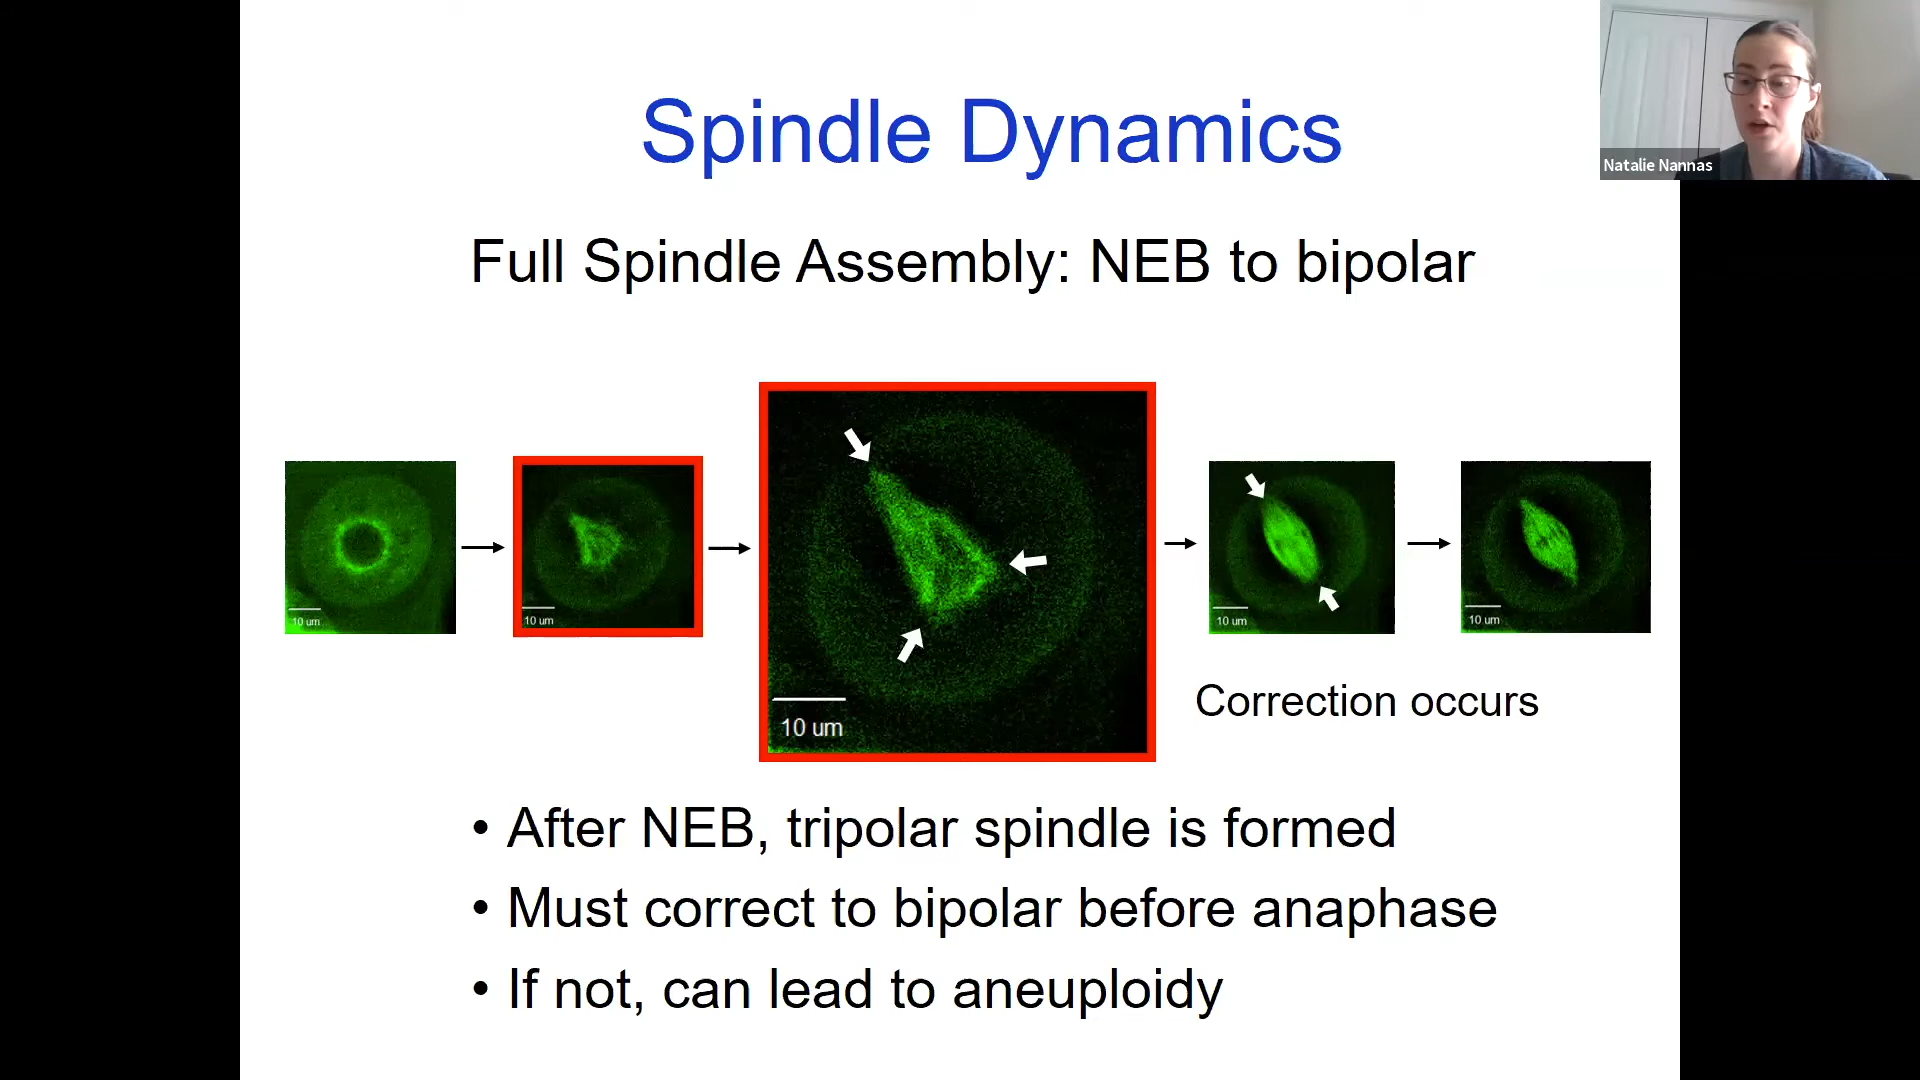 Spindle Dynamics
Natalie Nannas
Full Spindle Assembly: NEB to bipolar
10 um
10 um
10 um
10 um
10 um
Correction occurs
• After NEB, tripolar spindle is formed
• Must correct to bipolar before anaphase
• If not, can lead to aneuploidy